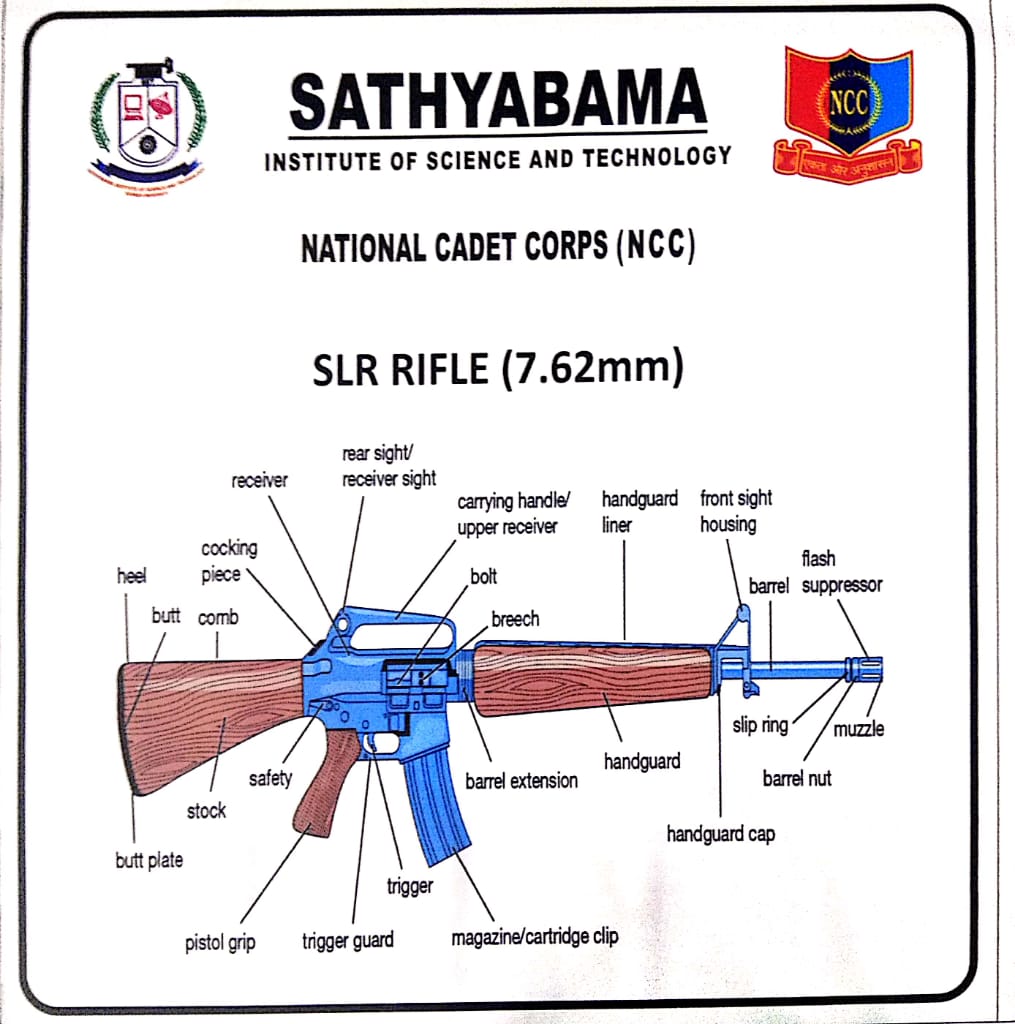 SATHYABAMA
INSTITUTE OF SCIENCE AND TECHNOLOGY
NCC
एकता और अनुशासन
NATIONAL CADET CORPS (NCC)
SLR RIFLE (7.62mm)
rear sight/
receiver sight
receiver
carrying handle/
upper receiver
handguard
liner
front sight
housing
cocking
piece
flash
suppressor
heel
bolt
barrel
butt
comb
breech
slip ring
muzzle
safety
barrel extension
handguard
barrel nut
stock
handguard cap
butt plate
trigger
pistol grip
trigger guard
magazine/cartridge clip